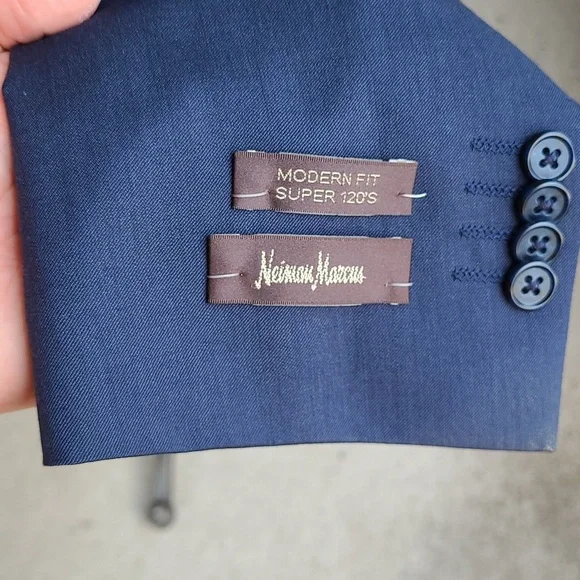 MODERN FIT
SUPER 120'S
Neiman Marcus